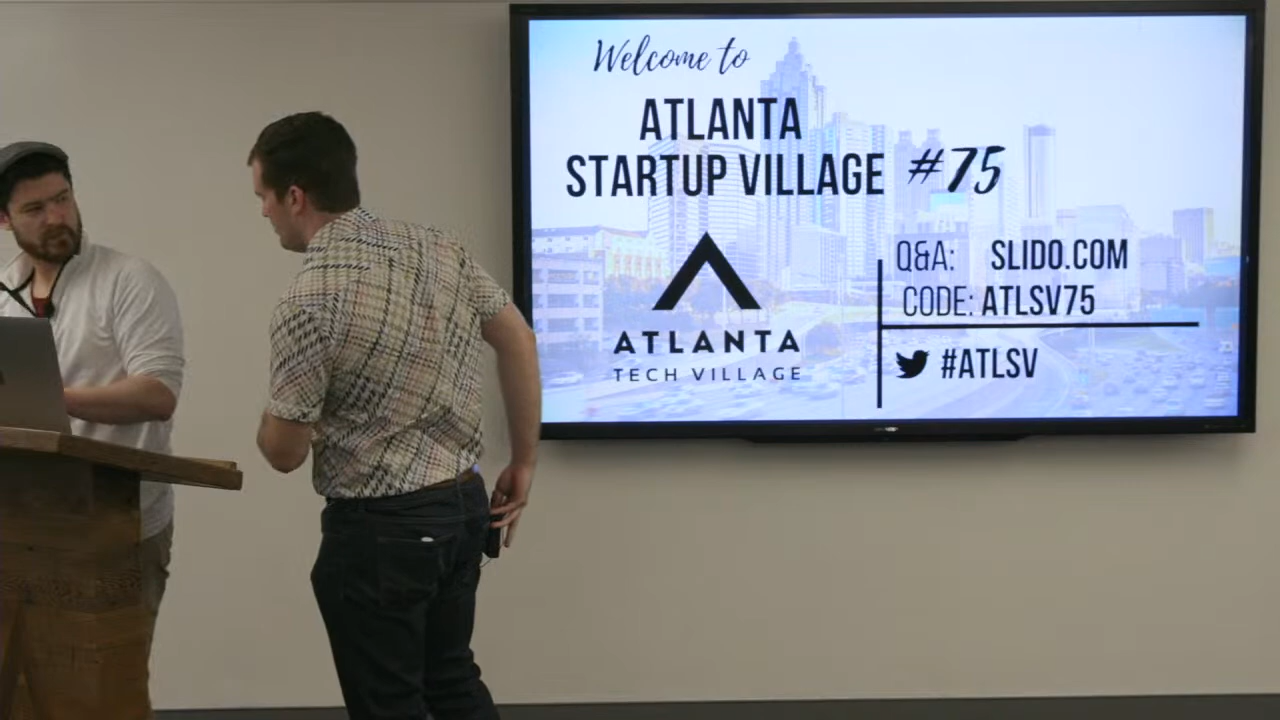 Welcome to
ATLANTA
STARTUP VILLAGE #75
ATLANTA
TECH VILLAGE
Q&A: SLIDO.COM
CODE: ATLSV75
#ATLSV